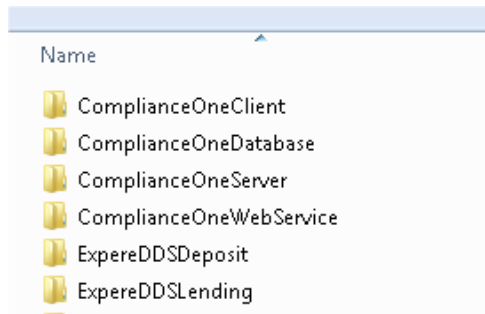 Name
ComplianceOneClient
ComplianceOneDatabase
ComplianceOneServer
ComplianceOneWebService
ExpereDDSDeposit
ExpereDDSLending